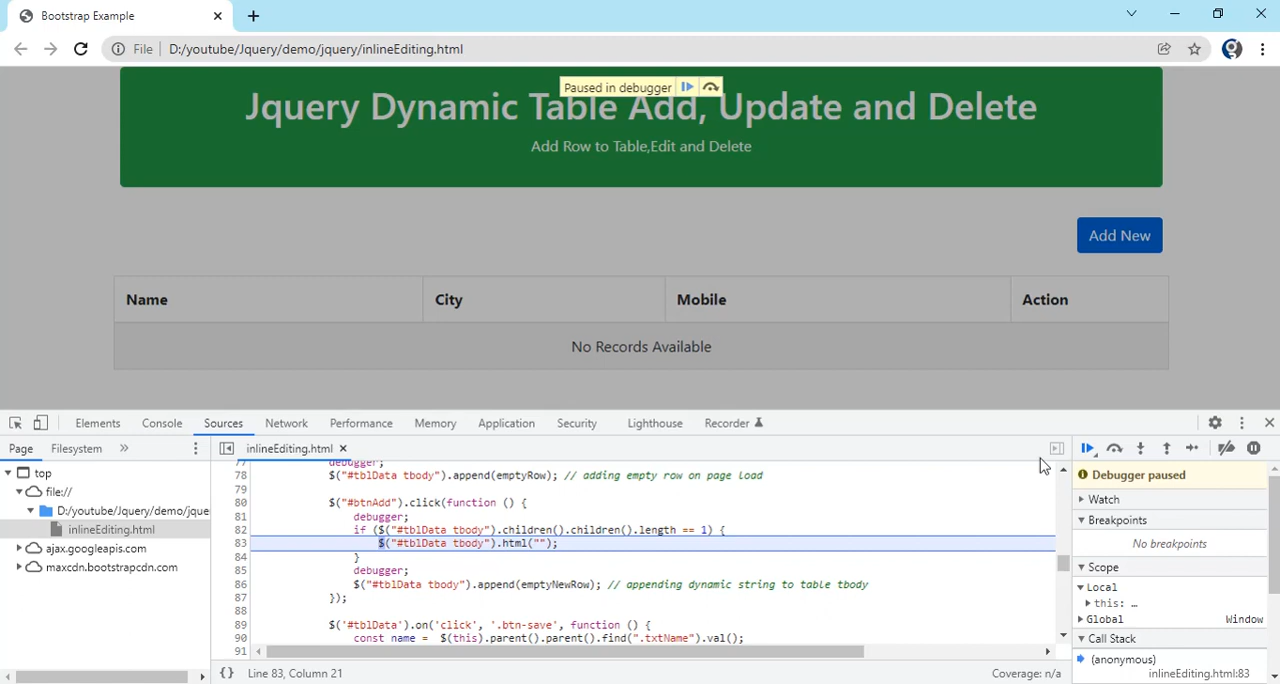 Bootstrap Example
File D:/youtube/Jquery/demo/jquery/inlineEditing.html
Paused in debugger
Jquery Dynamic Table Add, Update and Delete
Add Row to Table,Edit and Delete
Add New
Name City Mobile Action
No Records Available
Elements Console Sources Network Performance Memory Application Security Lighthouse Recorder
Page Filesystem » inlineEditing.html
Debugger paused
Watch
Breakpoints
No breakpoints
Scope
Local
this: …
Global Window
Call Stack
(anonymous)
inlineEditing.html:83
top
file://
D:/youtube/Jquery/demo/jque
inlineEditing.html
ajax.googleapis.com
maxcdn.bootstrapcdn.com
77 debugger;
78 $("#tblData tbody").append(emptyRow); // adding empty row on page load
79
80 $("#btnAdd").click(function () {
81 debugger;
82 if ($("#tblData tbody").children().children().length == 1) {
83 $("#tblData tbody").html("");
84 }
85 debugger;
86 $("#tblData tbody").append(emptyNewRow); // appending dynamic string to table tbody
87 });
88
89 $('#tblData').on('click', '.btn-save', function () {
90 const name = $(this).parent().parent().find(".txtName").val();
91
{} Line 83, Column 21 Coverage: n/a